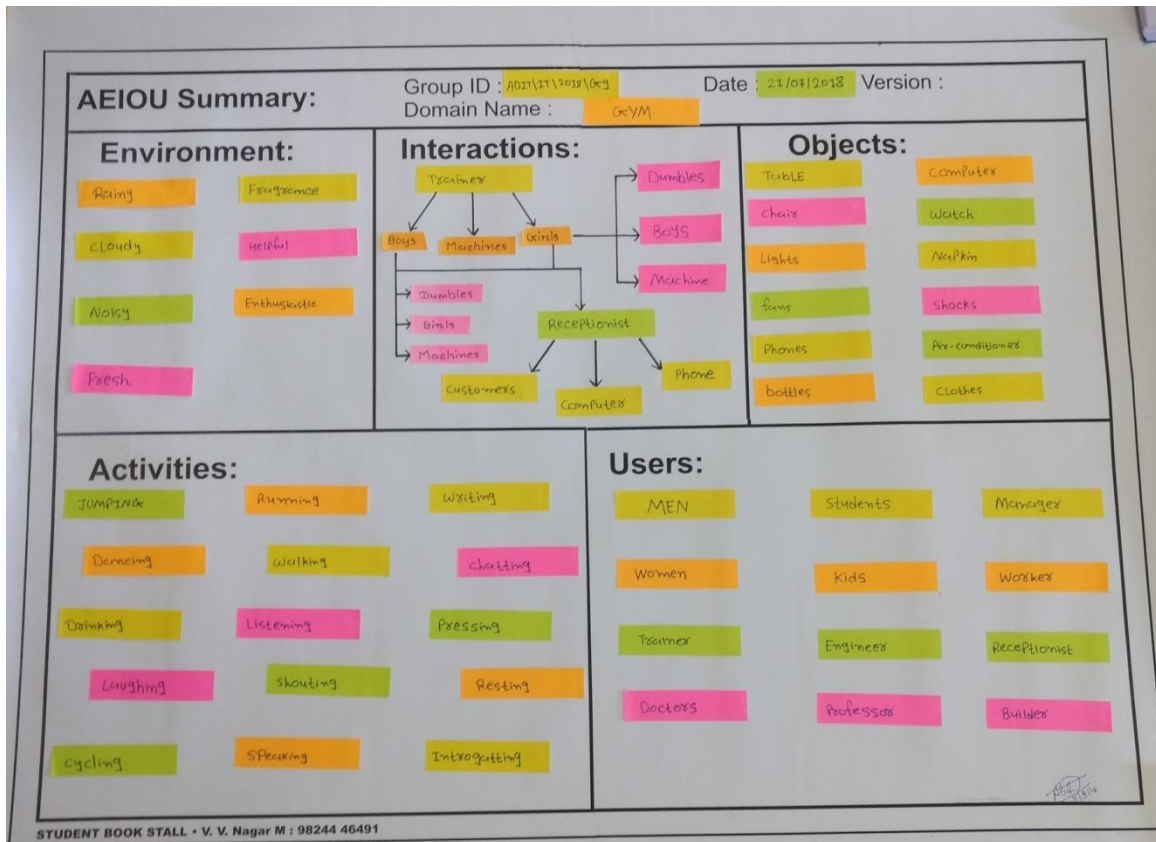 AEIOU Summary:
Group ID : ADIT\IT\2018\G9
Date : 21/07/2018 Version :
Domain Name : GYM
Environment:
Rainy Fragrance
Cloudy Helpful
Noisy Enthusiastic
Fresh
Interactions:
Trainer
Boys Machines Girls
Dumbles
Boys
Machine
Dumbles
Girls
Machines
Receptionist
Customers Computer Phone
Objects:
Table Computer
Chair Watch
Lights Napkin
fans Shocks
Phones Air-conditioner
bottles Clothes
Activities:
JUMPING Running Writing
Dancing Walking Chatting
Drinking Listening Pressing
Laughing Shouting Resting
Cycling Speaking Introgatting
Users:
MEN Students Manager
Women Kids Worker
Trainer Engineer Receptionist
Doctors Professor Builder
STUDENT BOOK STALL • V. V. Nagar M : 98244 46491